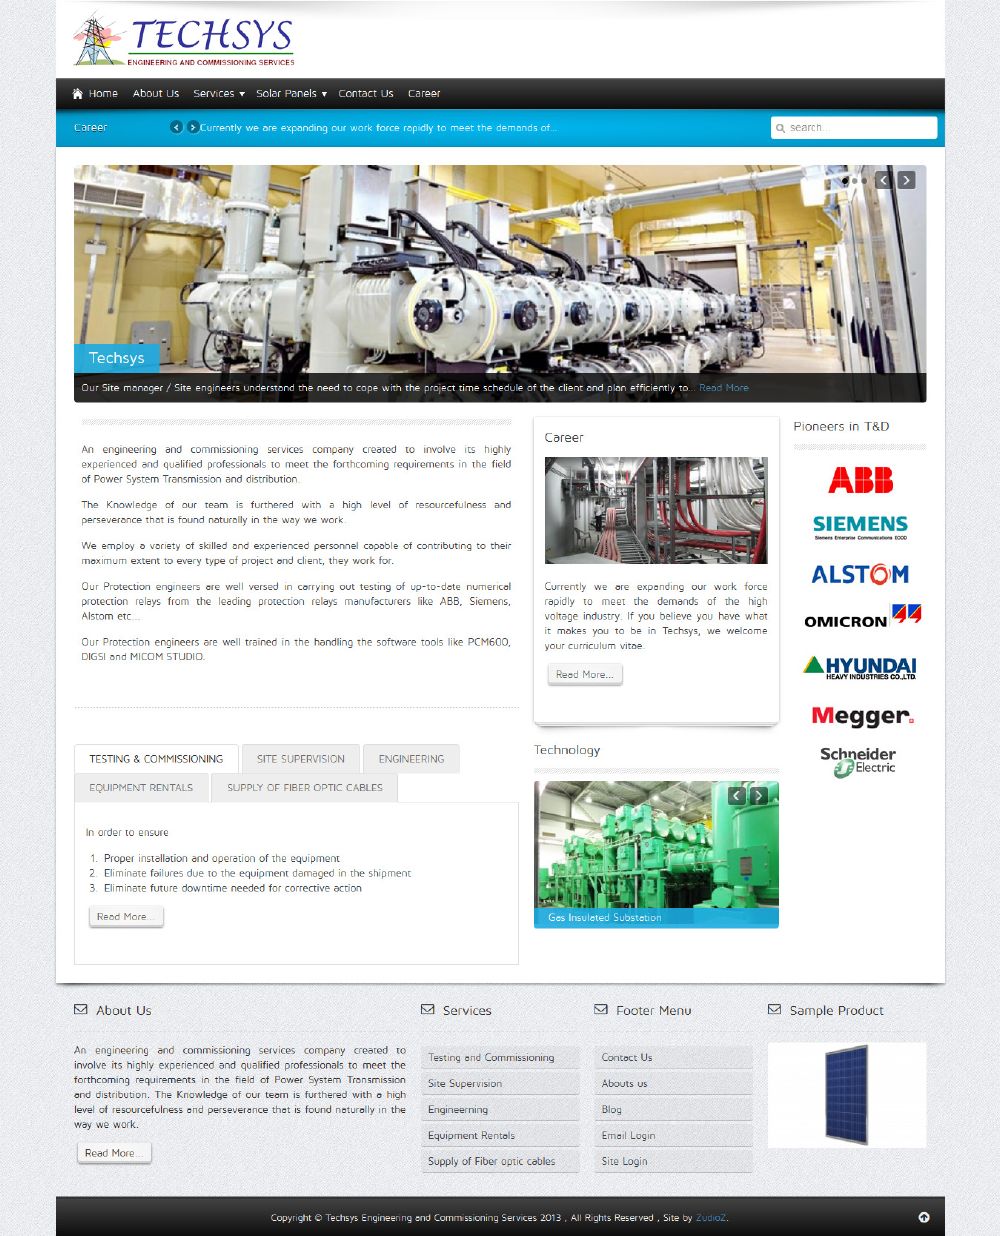 TECHSYS
ENGINEERING AND COMMISSIONING SERVICES
Home About Us Services Solar Panels Contact Us Career
Career Currently we are expanding our work force rapidly to meet the demands of... search...
Techsys
Our Site manager / Site engineers understand the need to cope with the project time schedule of the client and plan efficiently to... Read More
An engineering and commissioning services company created to involve its highly
experienced and qualified professionals to meet the forthcoming requirements in the field
of Power System Transmission and distribution.
The Knowledge of our team is furthered with a high level of resourcefulness and
perseverance that is found naturally in the way we work.
We employ a variety of skilled and experienced personnel capable of contributing to their
maximum extent to every type of project and client, they work for.
Our Protection engineers are well versed in carrying out testing of up-to-date numerical
protection relays from the leading protection relays manufacturers like ABB, Siemens,
Alstom etc...
Our Protection engineers are well trained in the handling the software tools like PCM600,
DIGSI and MICOM STUDIO.
TESTING & COMMISSIONING SITE SUPERVISION ENGINEERING
EQUIPMENT RENTALS SUPPLY OF FIBER OPTIC CABLES
In order to ensure
1. Proper installation and operation of the equipment
2. Eliminate failures due to the equipment damaged in the shipment
3. Eliminate future downtime needed for corrective action
Read More...
Career
Currently we are expanding our work force
rapidly to meet the demands of the high
voltage industry. If you believe you have what
it makes you to be in Techsys, we welcome
your curriculum vitae.
Read More...
Technology
Gas Insulated Substation
Pioneers in T&D
ABB
SIEMENS
Siemens Enterprise Communications EOOD
ALSTOM
OMICRON
HYUNDAI
HEAVY INDUSTRIES CO.,LTD.
Megger
Schneider
Electric
About Us
An engineering and commissioning services company created to
involve its highly experienced and qualified professionals to meet the
forthcoming requirements in the field of Power System Transmission
and distribution. The Knowledge of our team is furthered with a high
level of resourcefulness and perseverance that is found naturally in the
way we work.
Read More...
Services
Testing and Commissioning
Site Supervision
Engineerning
Equipment Rentals
Supply of Fiber optic cables
Footer Menu
Contact Us
Abouts us
Blog
Email Login
Site Login
Sample Product
Copyright © Techsys Engineering and Commissioning Services 2013 , All Rights Reserved , Site by ZudioZ.